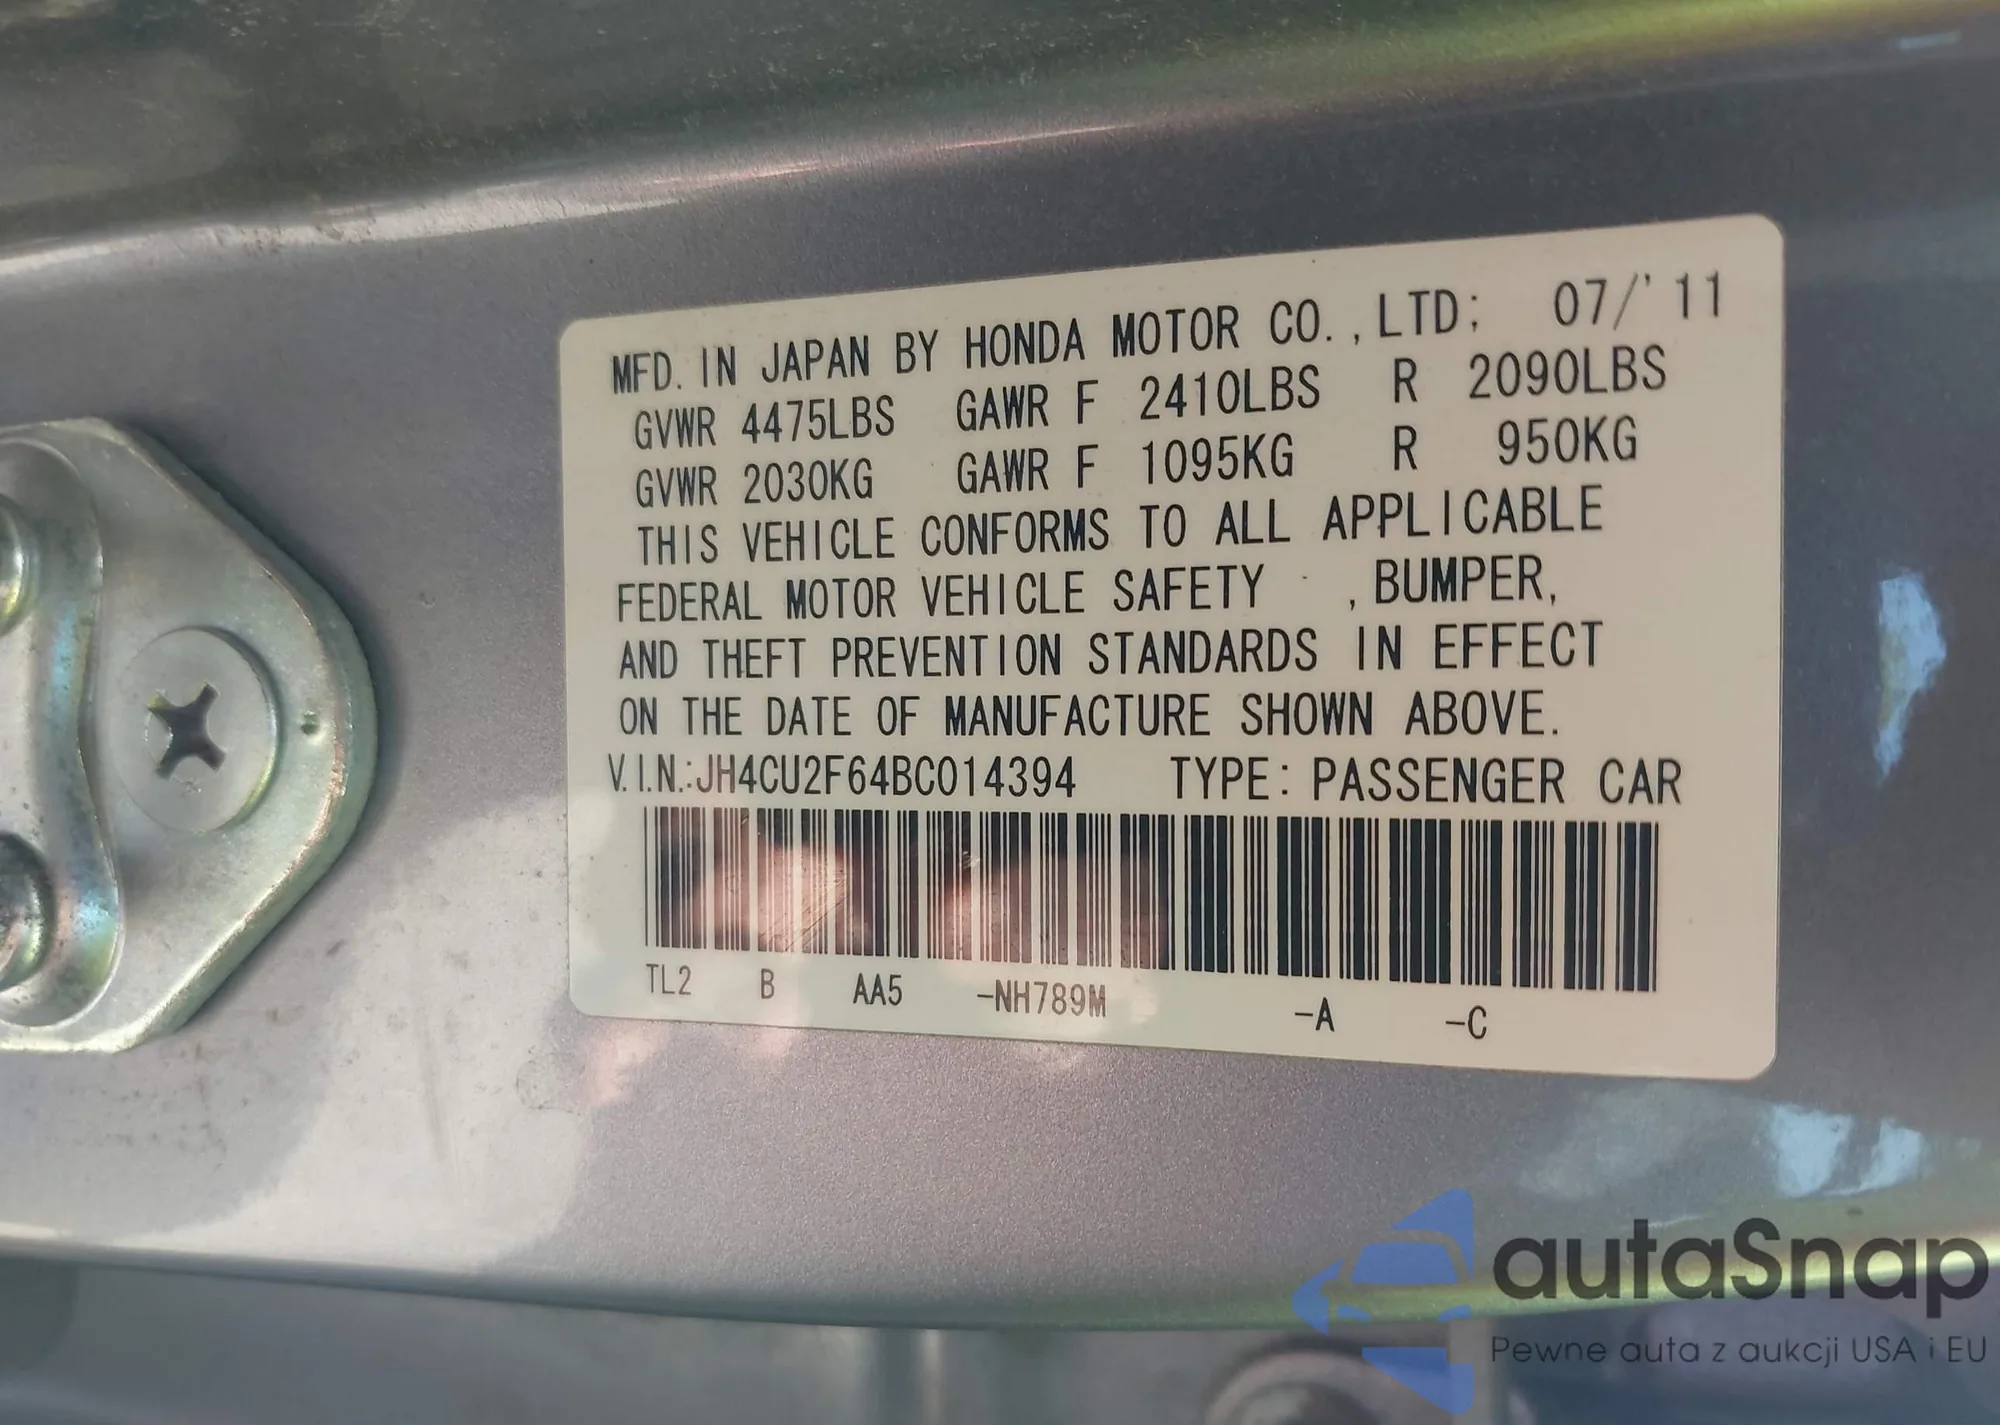 MFD. IN JAPAN BY HONDA MOTOR CO.,LTD; 07/'11
GVWR 4475LBS GAWR F 2410LBS R 2090LBS
GVWR 2030KG GAWR F 1095KG R 950KG
THIS VEHICLE CONFORMS TO ALL APPLICABLE
FEDERAL MOTOR VEHICLE SAFETY , BUMPER,
AND THEFT PREVENTION STANDARDS IN EFFECT
ON THE DATE OF MANUFACTURE SHOWN ABOVE.
V.I.N.:JH4CU2F64BC014394 TYPE: PASSENGER CAR
TL2 B AA5 -NH789M -A -C
autaSnap
Pewne auta z aukcji USA i EU